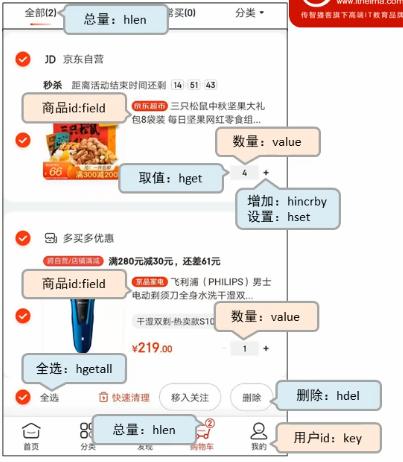 www.itheima.com
传智播客旗下高端IT教育品牌
全部(2)
总量：hlen
常买(0)
分类
JD 京东自营
秒杀 距离活动结束时间还剩 14 51 43
商品id:field
京东超市 三只松鼠中秋坚果大礼
包8袋装 每日坚果网红零食组...
数量：value
66
满300减200
取值：hget
4 +
增加：hincrby
设置：hset
多买多优惠
跨自营/店铺满减 满280元减30元，还差61元
商品id:field
京品家电 飞利浦（PHILIPS）男士
电动剃须刀全身水洗干湿双...
干湿双剃-热卖款S10
数量：value
¥219.00
1 +
全选：hgetall
全选
快速清理
移入关注
删除
删除：hdel
总量：hlen
2
首页
分类
发现
购物车
我的
用户id：key